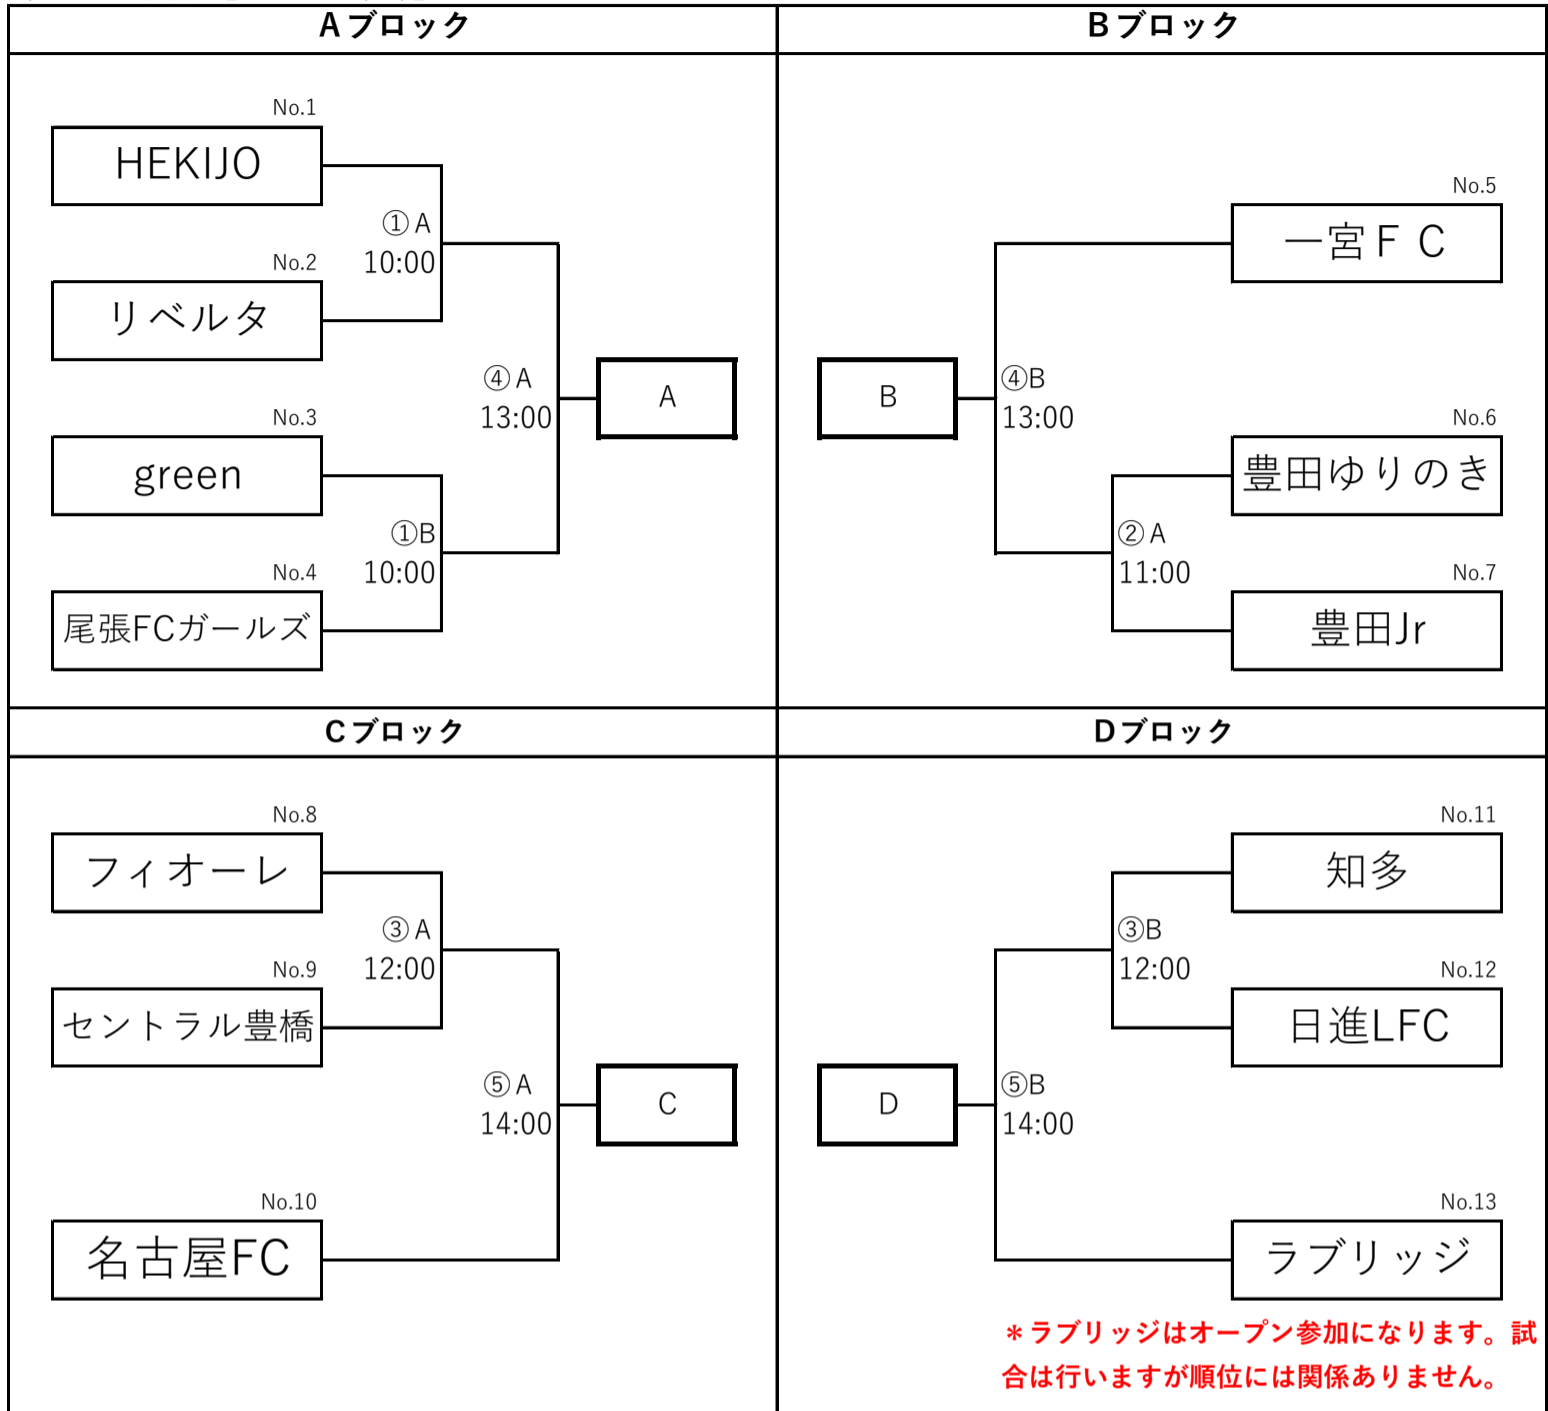 Aブロック
No.1
HEKIJO
①A
10:00
No.2
リベルタ
④A
13:00
A
No.3
green
①B
10:00
No.4
尾張FCガールズ
Bブロック
No.5
一宮ＦＣ
B
④B
13:00
No.6
豊田ゆりのき
②A
11:00
No.7
豊田Jr
Cブロック
No.8
フィオーレ
③A
12:00
No.9
セントラル豊橋
⑤A
14:00
C
No.10
名古屋FC
Dブロック
No.11
知多
③B
12:00
No.12
日進LFC
D
⑤B
14:00
No.13
ラブリッジ
＊ラブリッジはオープン参加になります。試
合は行いますが順位には関係ありません。